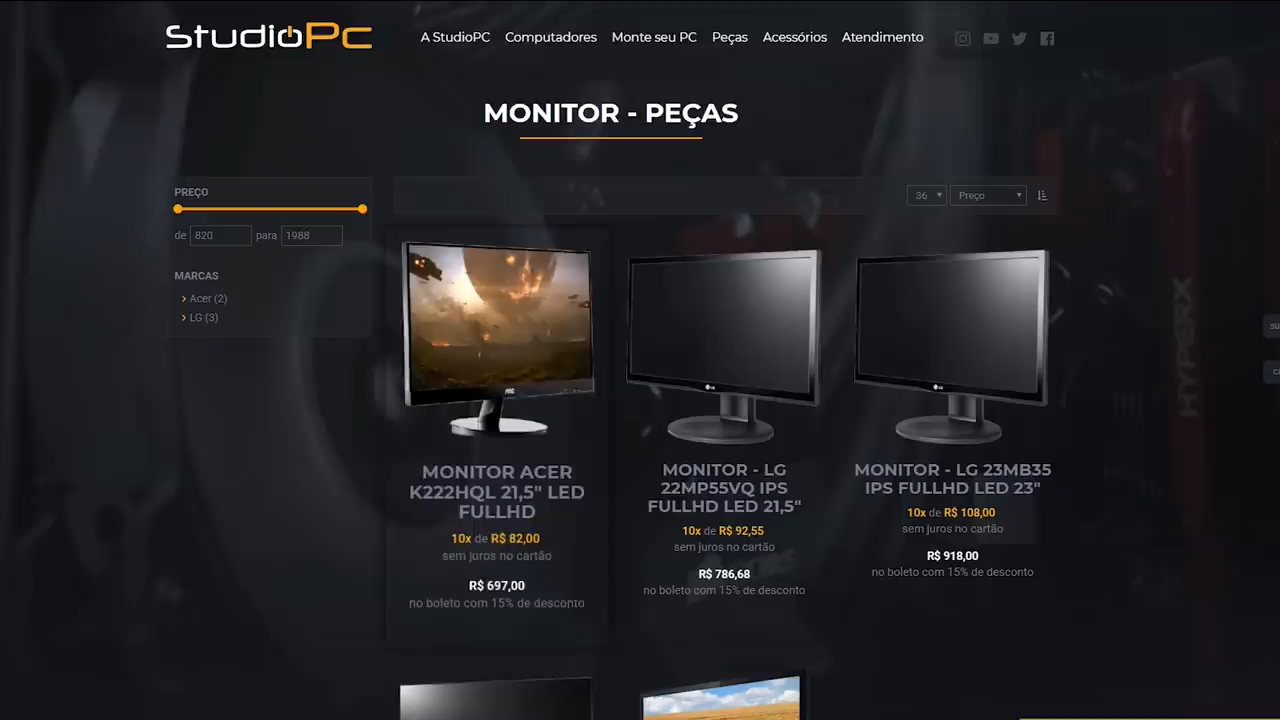 StudioPc
A StudioPC Computadores Monte seu PC Peças Acessórios Atendimento
MONITOR - PEÇAS
PREÇO
de 820 para 1988
MARCAS
Acer (2)
LG (3)
36 Preço
MONITOR ACER
K222HQL 21,5" LED
FULLHD
10x de R$ 82,00
sem juros no cartão
R$ 697,00
no boleto com 15% de desconto
MONITOR - LG
22MP55VQ IPS
FULLHD LED 21,5"
10x de R$ 92,55
sem juros no cartão
R$ 786,68
no boleto com 15% de desconto
MONITOR - LG 23MB35
IPS FULLHD LED 23"
10x de R$ 108,00
sem juros no cartão
R$ 918,00
no boleto com 15% de desconto
HYPERX